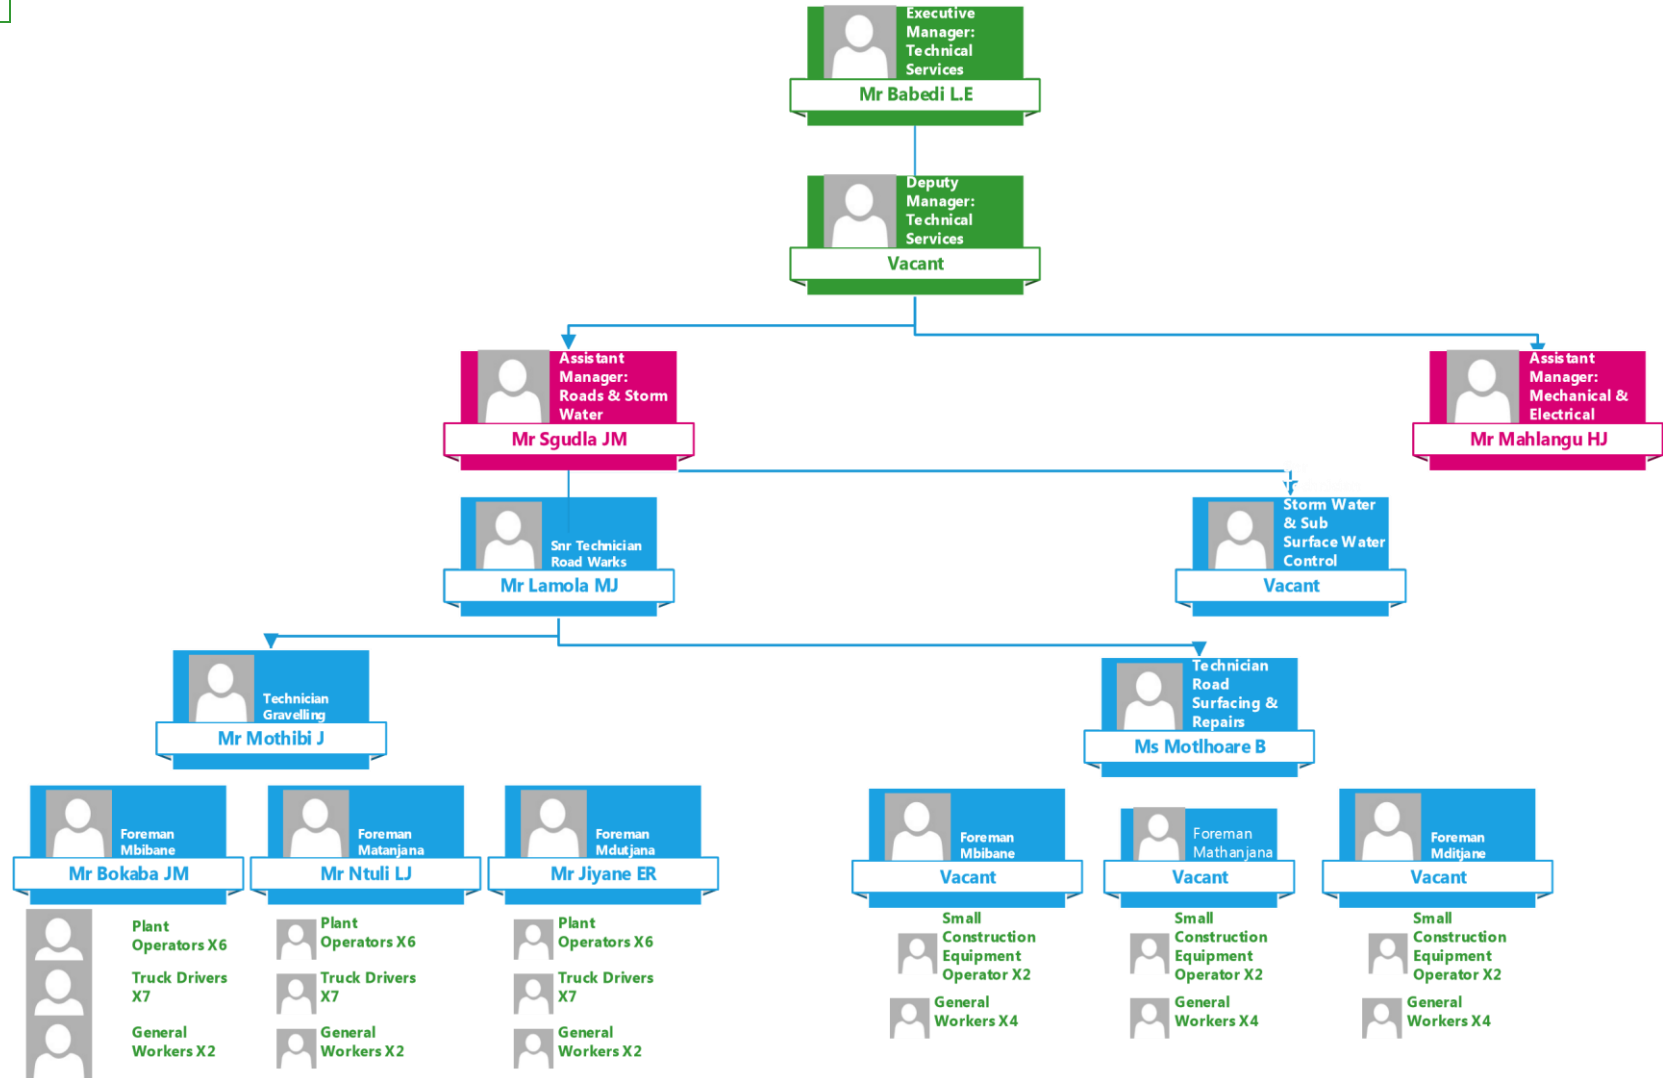 Executive
Manager:
Technical
Services
Mr Babedi L.E
Deputy
Manager:
Technical
Services
Vacant
Assistant
Manager:
Roads & Storm
Water
Mr Sgudla JM
Assistant
Manager:
Mechanical &
Electrical
Mr Mahlangu HJ
Snr Technician
Road Warks
Mr Lamola MJ
Storm Water
& Sub
Surface Water
Control
Vacant
Technician
Gravelling
Mr Mothibi J
Technician
Road
Surfacing &
Repairs
Ms Motlhoare B
Foreman
Mbibane
Mr Bokaba JM
Foreman
Matanjana
Mr Ntuli LJ
Foreman
Mdutjana
Mr Jiyane ER
Foreman
Mbibane
Vacant
Foreman
Mathanjana
Vacant
Foreman
Mditjane
Vacant
Plant
Operators X6
Truck Drivers
X7
General
Workers X2
Plant
Operators X6
Truck Drivers
X7
General
Workers X2
Plant
Operators X6
Truck Drivers
X7
General
Workers X2
Small
Construction
Equipment
Operator X2
General
Workers X4
Small
Construction
Equipment
Operator X2
General
Workers X4
Small
Construction
Equipment
Operator X2
General
Workers X4